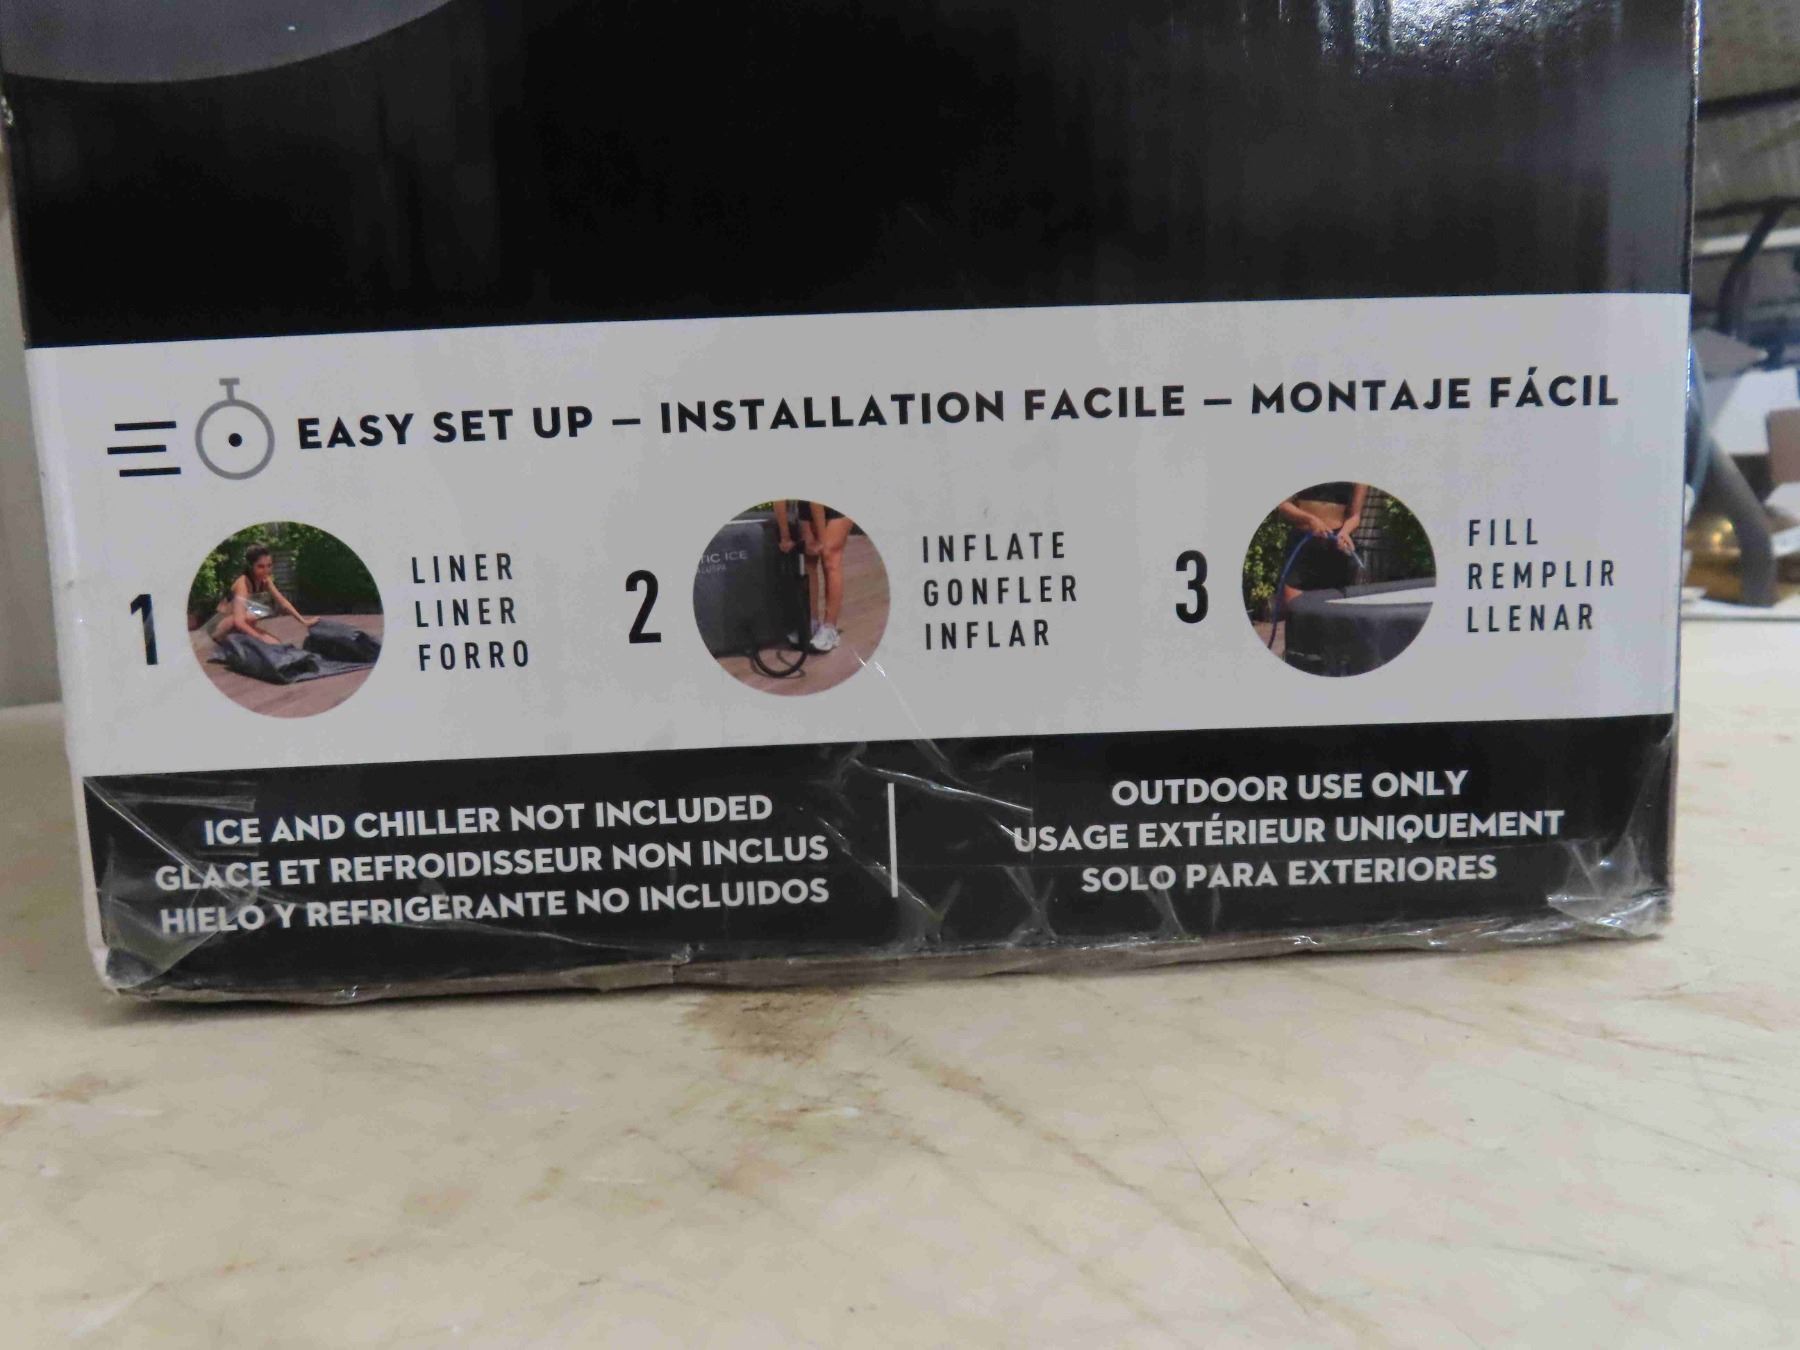 EASY SET UP – INSTALLATION FACILE – MONTAJE FÁCIL
1
LINER
LINER
FORRO
2
TIC ICE
INFLATE
GONFLER
INFLAR
3
FILL
REMPLIR
LLENAR
ICE AND CHILLER NOT INCLUDED
GLACE ET REFROIDISSEUR NON INCLUS
HIELO Y REFRIGERANTE NO INCLUIDOS
OUTDOOR USE ONLY
USAGE EXTÉRIEUR UNIQUEMENT
SOLO PARA EXTERIORES